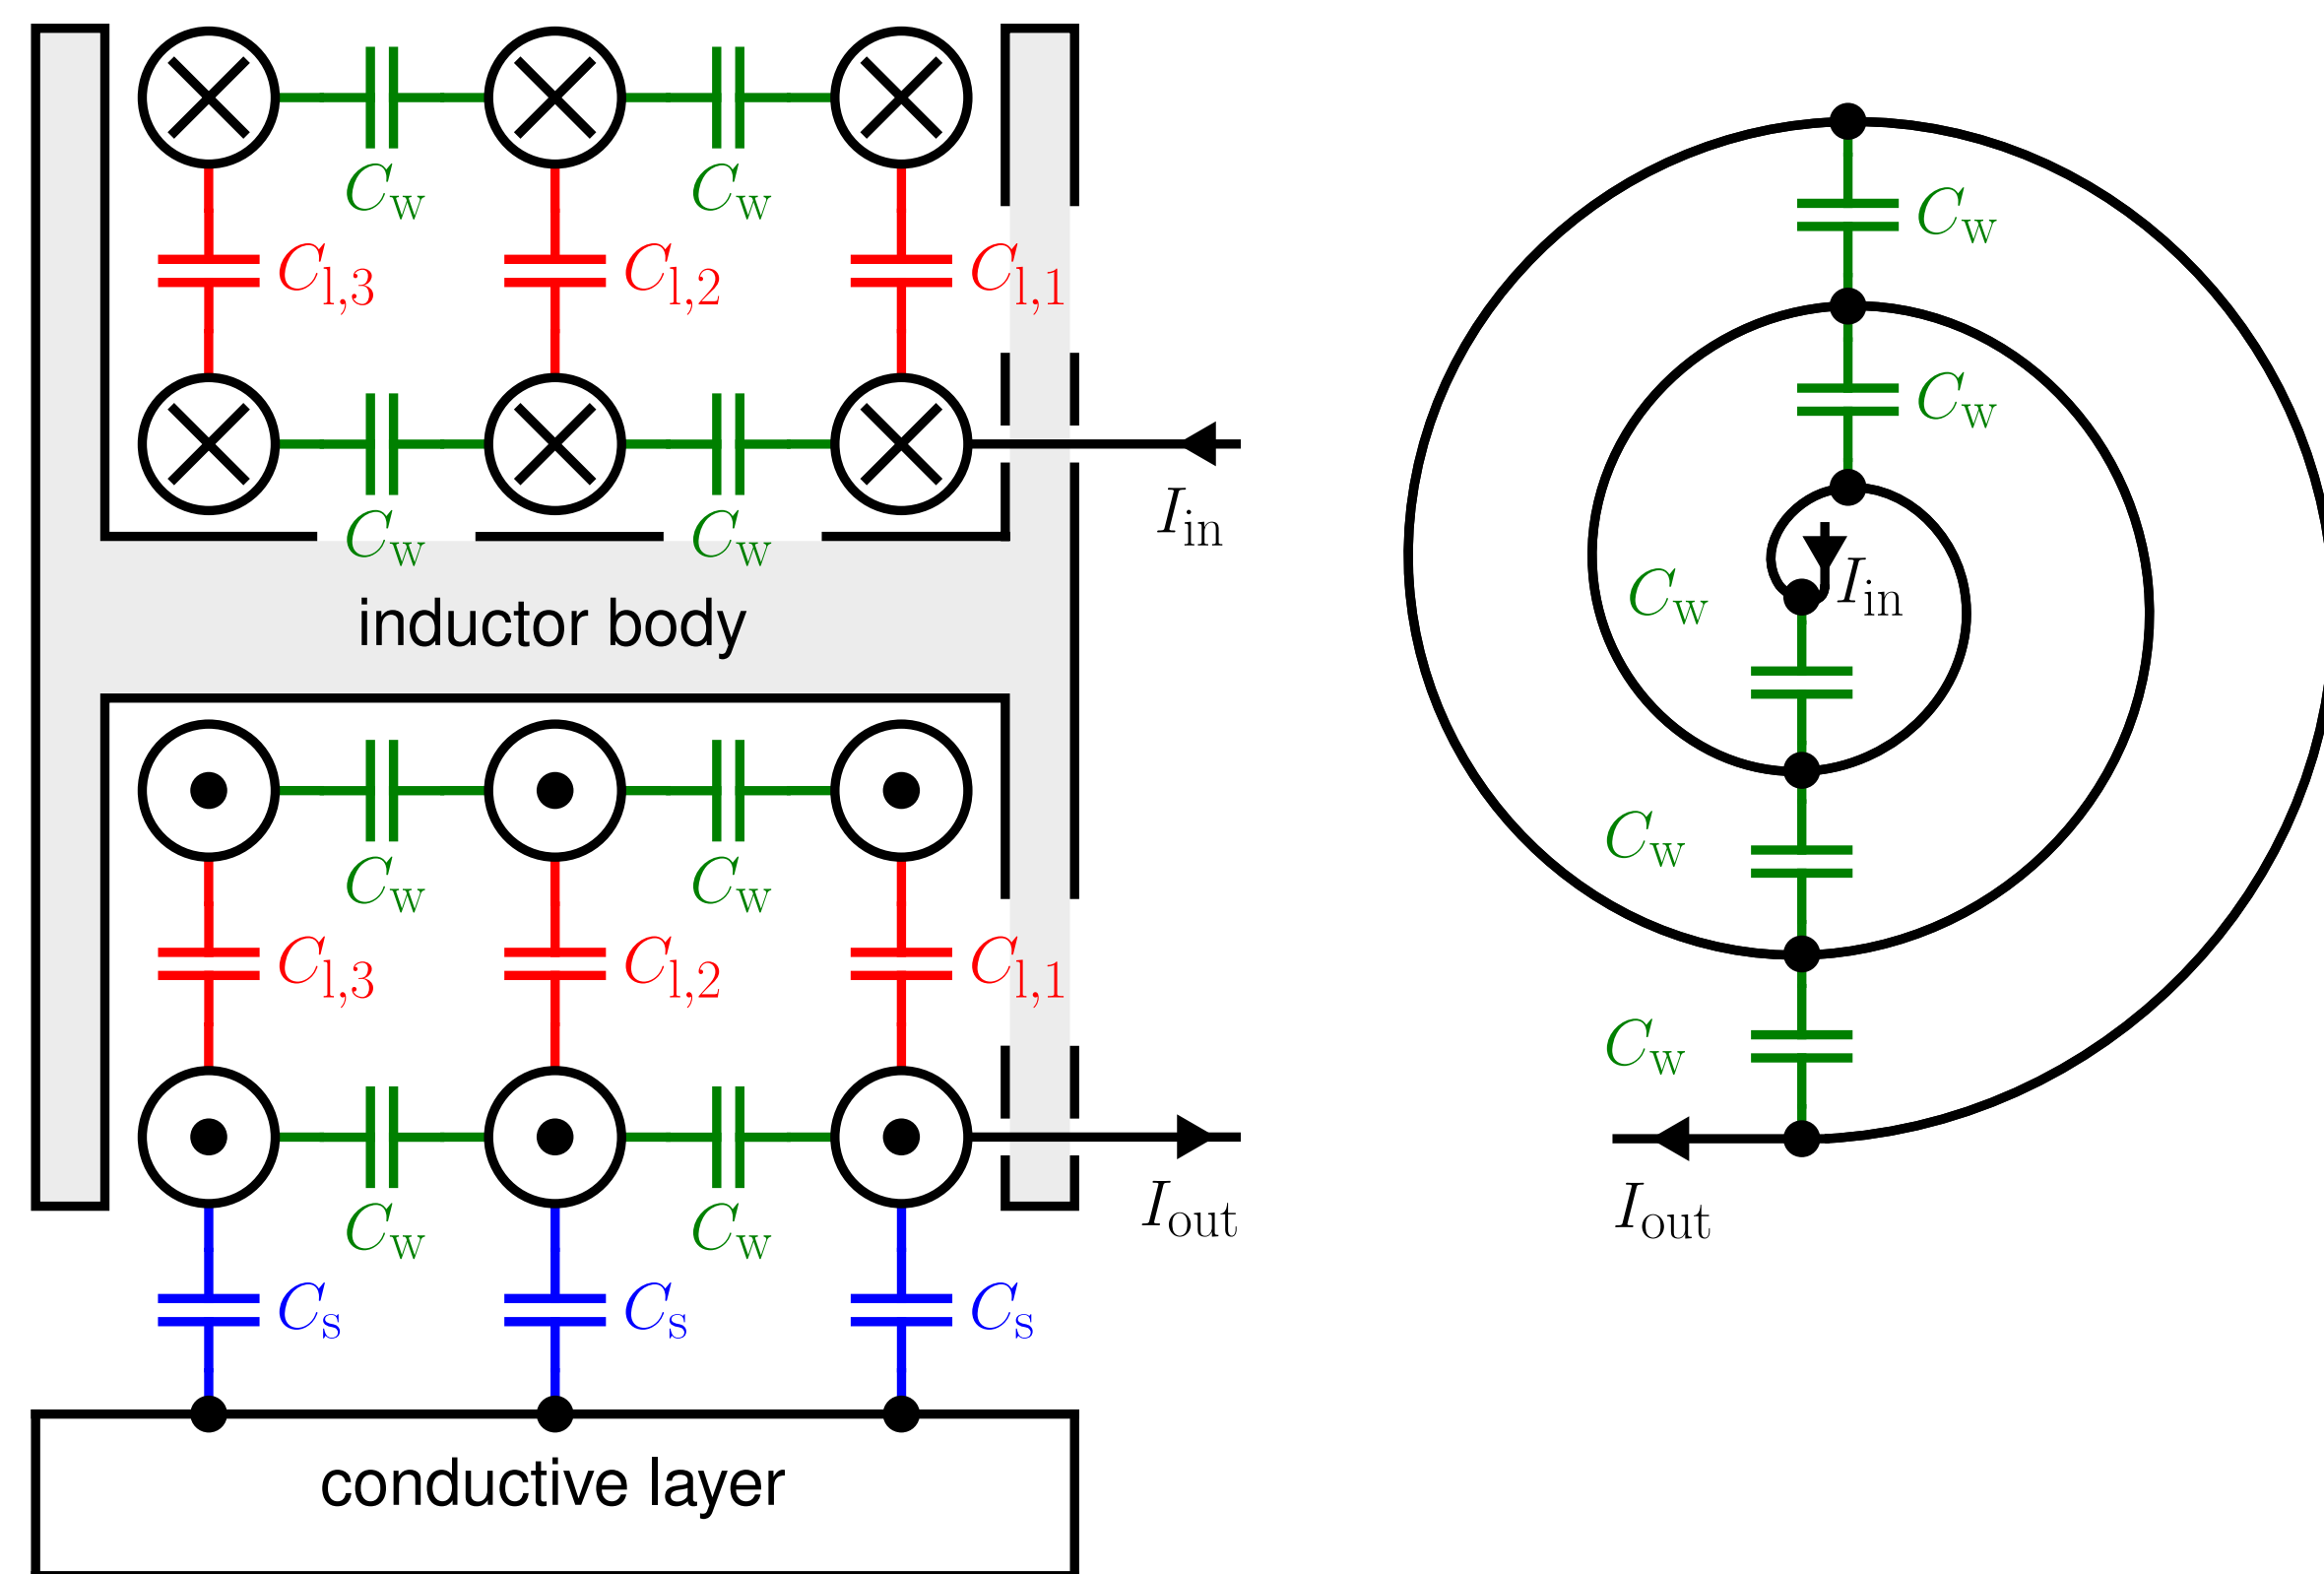 C_w C_w C_w
C_l,3 C_l,2 C_l,1
C_w
I_in
C_w C_w C_w I_in
inductor body
C_w C_w C_w
C_l,3 C_l,2 C_l,1
C_w
C_w C_w I_out I_out
C_s C_s C_s
conductive layer